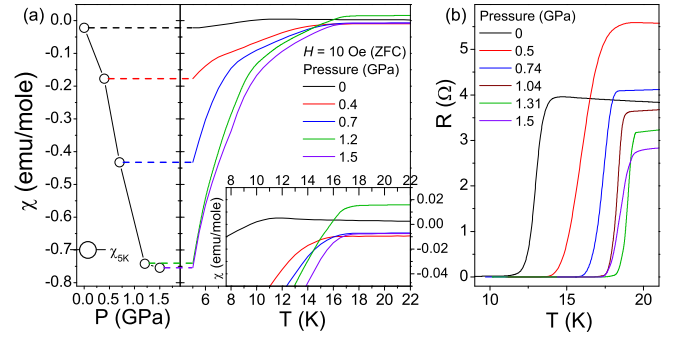 (a)
0.0
-0.1
-0.2
-0.3
-0.4
-0.5
-0.6
-0.7
-0.8
χ (emu/mole)
χ5K
0.0 0.5 1.0 1.5
P (GPa)
H = 10 Oe (ZFC)
Pressure (GPa)
0
0.4
0.7
1.2
1.5
8 10 12 14 16 18 20 22
0.02
0.00
-0.02
-0.04
χ (emu/mole)
6 8 10 12 14 16 18 20 22
T (K)
(b)
Pressure (GPa)
0
0.5
0.74
1.04
1.31
1.5
6
5
4
3
2
1
0
R (Ω)
10 15 20
T (K)